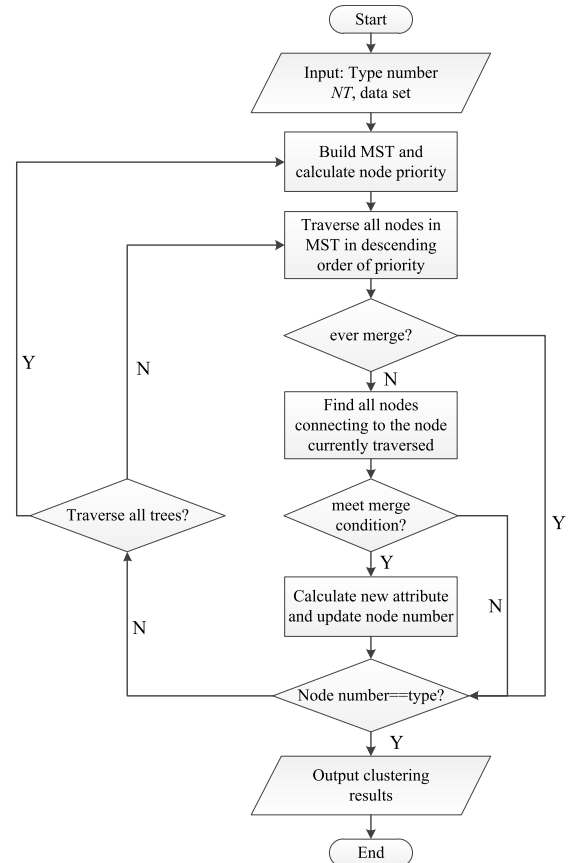 Start
Input: Type number
NT, data set
Build MST and
calculate node priority
Traverse all nodes in
MST in descending
order of priority
ever merge?
Y
N
N
Find all nodes
connecting to the node
currently traversed
Traverse all trees?
meet merge
condition?
Y
Y
Calculate new attribute
and update node number
N
N
Node number==type?
Y
Output clustering
results
End